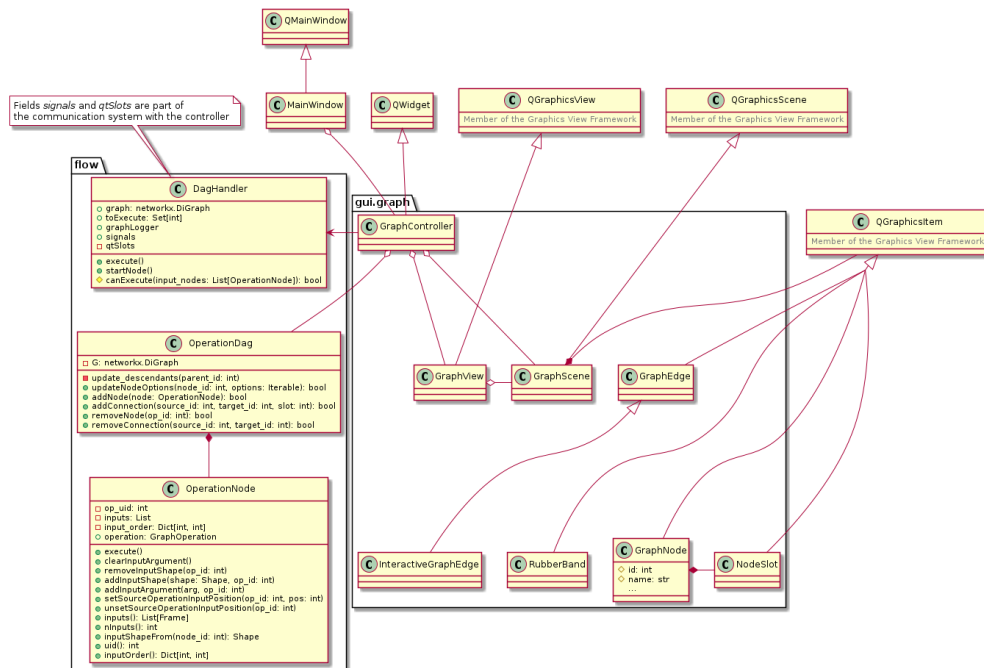 QMainWindow
C
MainWindow
C
QWidget
C
QGraphicsView
C
Member of the Graphics View Framework
QGraphicsScene
C
Member of the Graphics View Framework
Fields signals and qtSlots are part of
the communication system with the controller
flow
C
DagHandler
graph: networkx.DiGraph
toExecute: Set[int]
graphLogger
signals
qtSlots
execute()
startNode()
canExecute(input_nodes: List[OperationNode]): bool
gui.graph
C
GraphController
C
QGraphicsItem
Member of the Graphics View Framework
C
OperationDag
G: networkx.DiGraph
update_descendants(parent_id: int)
updateNodeOptions(node_id: int, options: Iterable): bool
addNode(node: OperationNode): bool
addConnection(source_id: int, target_id: int, slot: int): bool
removeNode(op_id: int): bool
removeConnection(source_id: int, target_id: int): bool
C
GraphView
C
GraphScene
C
GraphEdge
C
OperationNode
op_uid: int
inputs: List
input_order: Dict[int, int]
operation: GraphOperation
execute()
clearInputArgument()
removeInputShape(op_id: int)
addInputShape(shape: Shape, op_id: int)
addInputArgument(arg, op_id: int)
setSourceOperationInputPosition(op_id: int, pos: int)
unsetSourceOperationInputPosition(op_id: int)
inputs(): List[Frame]
nInputs(): int
inputShapeFrom(node_id: int): Shape
uid(): int
inputOrder(): Dict[int, int]
C
InteractiveGraphEdge
C
RubberBand
C
GraphNode
id: int
name: str
...
C
NodeSlot